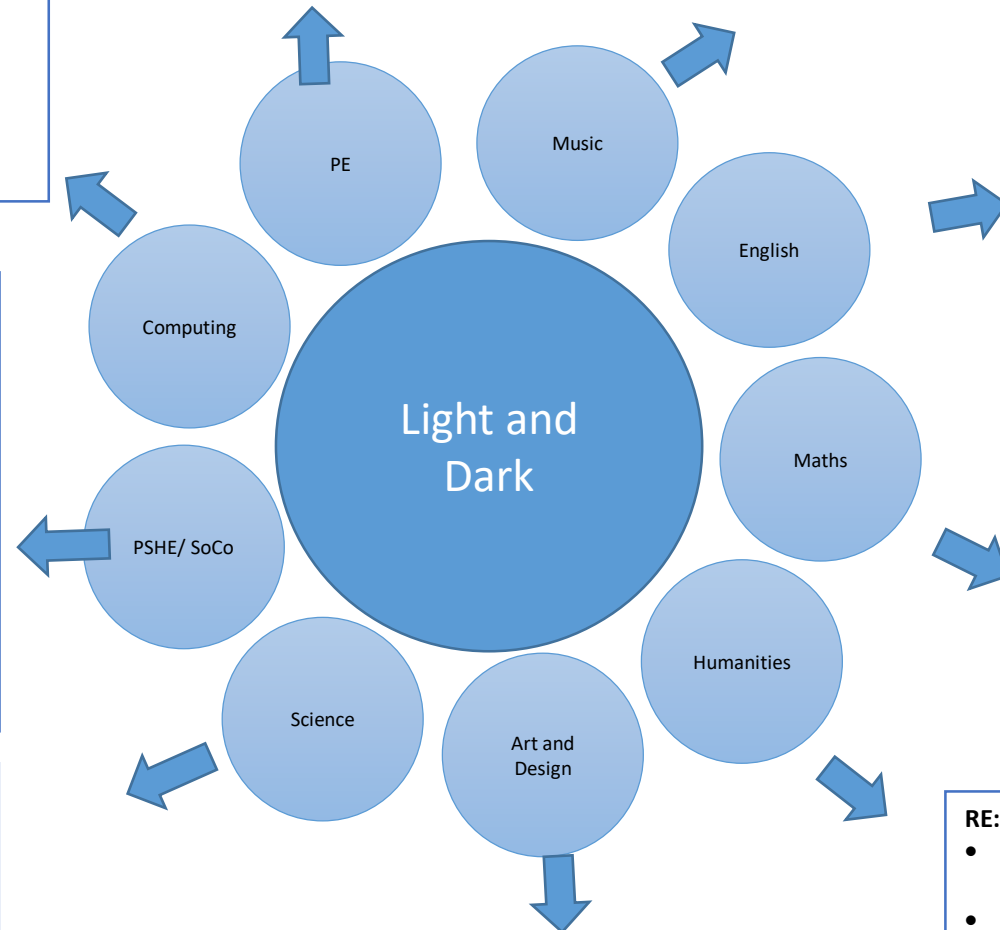 PE
Music
English
Computing
Light and
Dark
Maths
PSHE/ SoCo
Humanities
Science
Art and
Design
RE:
•
•